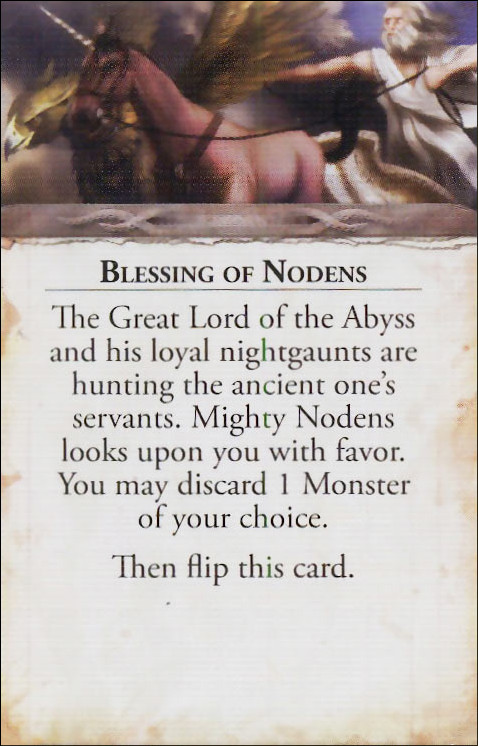 Blessing of Nodens
The Great Lord of the Abyss
and his loyal nightgaunts are
hunting the ancient one's
servants. Mighty Nodens
looks upon you with favor.
You may discard 1 Monster
of your choice.
Then flip this card.